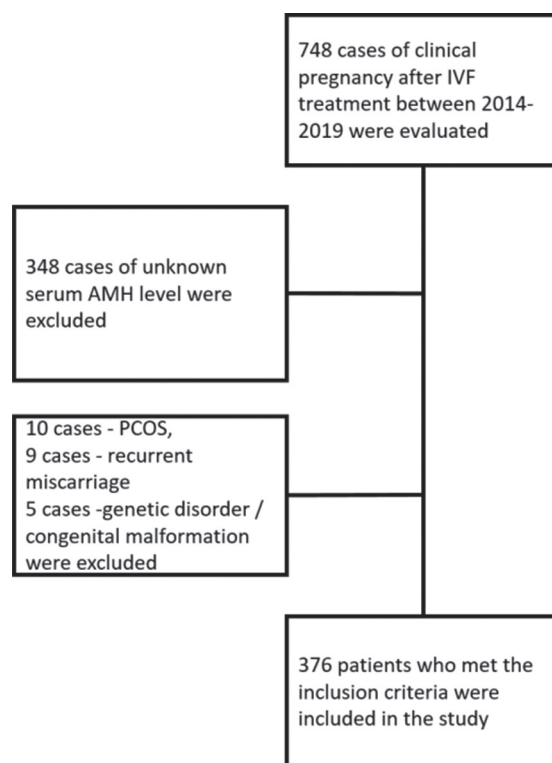 748 cases of clinical
pregnancy after IVF
treatment between 2014-
2019 were evaluated
348 cases of unknown
serum AMH level were
excluded
10 cases - PCOS,
9 cases - recurrent
miscarriage
5 cases -genetic disorder /
congenital malformation
were excluded
376 patients who met the
inclusion criteria were
included in the study